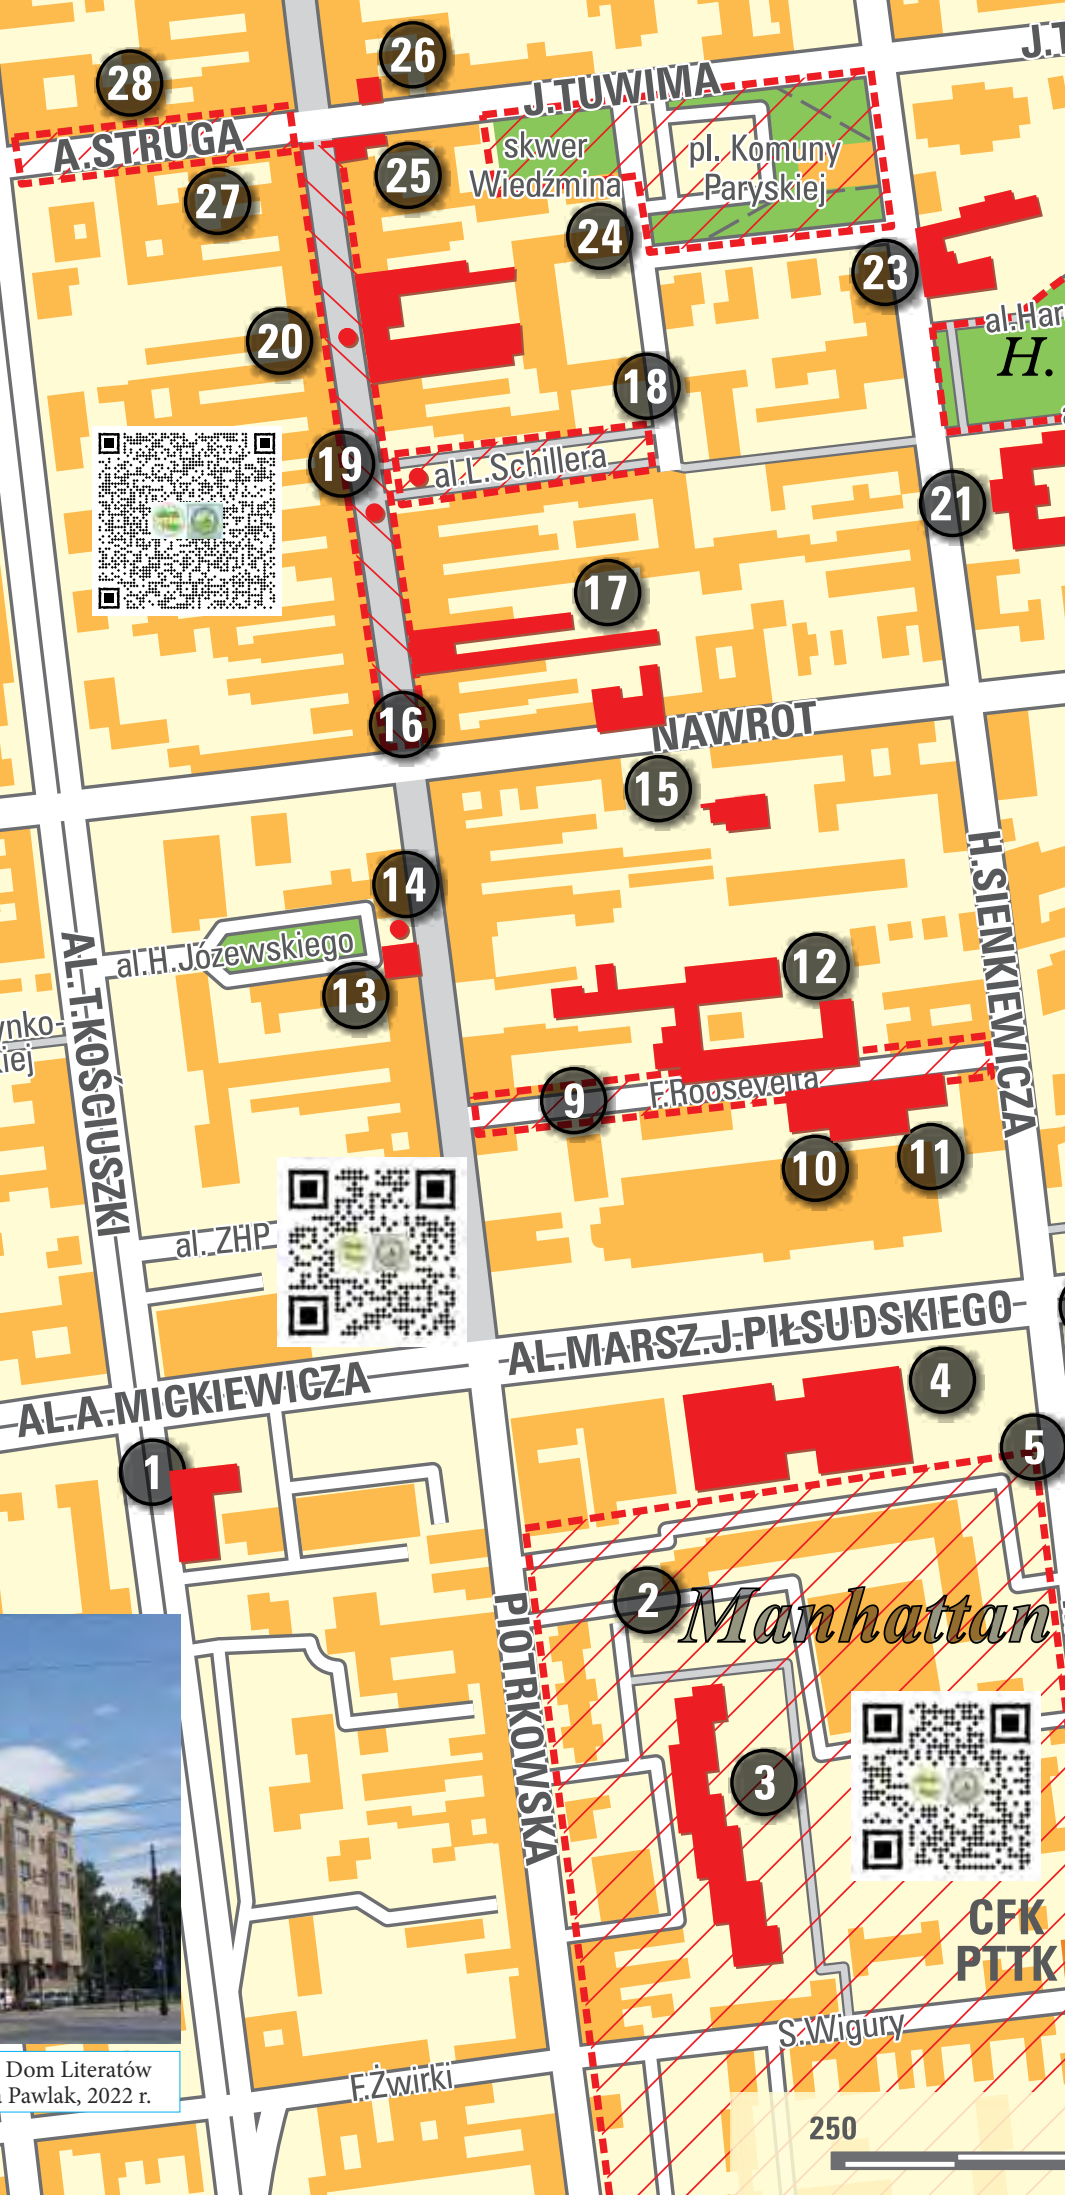 J.T
26
28
J.TUWIMA
A.STRUGA
skwer
Wiedźmina
pl. Komuny
Paryskiej
25
27
24
23
al.Har
H.
20
18
19
al.L.Schillera
21
17
16
NAWROT
15
14
H.SIENKIEWICZA
al.H.Józewskiego
12
13
AL.T.KOŚCIUSZKI
ynko-
kiej
9
F.Roosevelta
10
11
al. ZHP
AL.MARSZ.J.PIŁSUDSKIEGO
AL.A.MICKIEWICZA
4
5
1
2
Manhattan
PIOTRKOWSKA
3
CFK
PTTK
S.Wigury
F.Żwirki
Dom Literatów
a Pawlak, 2022 r.
250